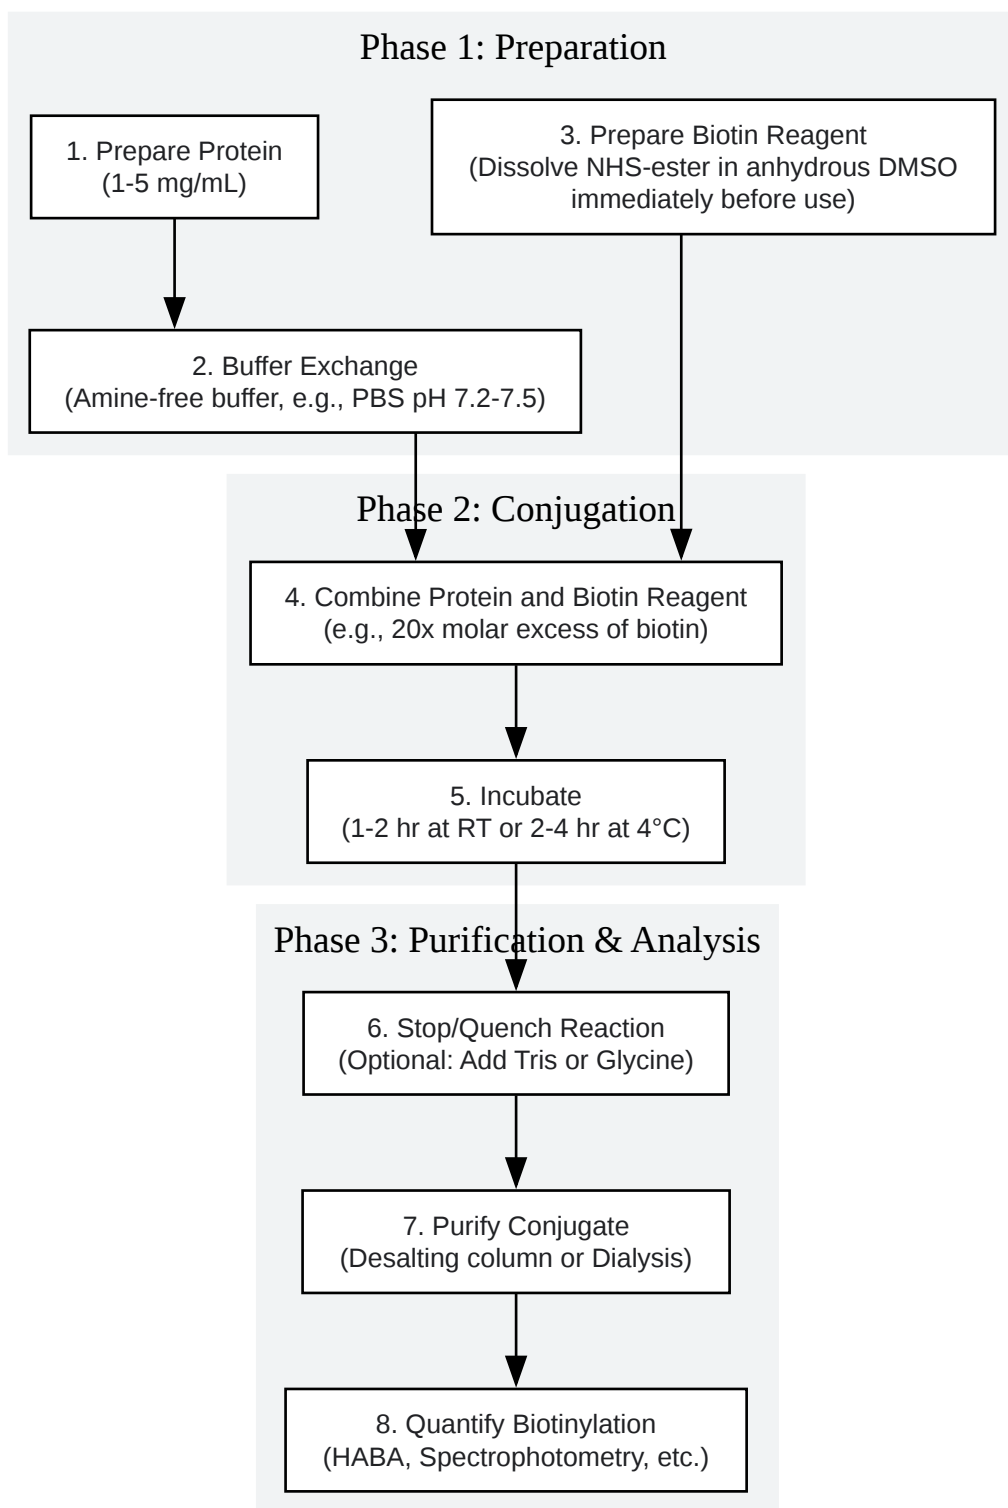 Phase 1: Preparation
1. Prepare Protein
(1-5 mg/mL)
3. Prepare Biotin Reagent
(Dissolve NHS-ester in anhydrous DMSO
immediately before use)
2. Buffer Exchange
(Amine-free buffer, e.g., PBS pH 7.2-7.5)
Phase 2: Conjugation
4. Combine Protein and Biotin Reagent
(e.g., 20x molar excess of biotin)
5. Incubate
(1-2 hr at RT or 2-4 hr at 4°C)
Phase 3: Purification & Analysis
6. Stop/Quench Reaction
(Optional: Add Tris or Glycine)
7. Purify Conjugate
(Desalting column or Dialysis)
8. Quantify Biotinylation
(HABA, Spectrophotometry, etc.)